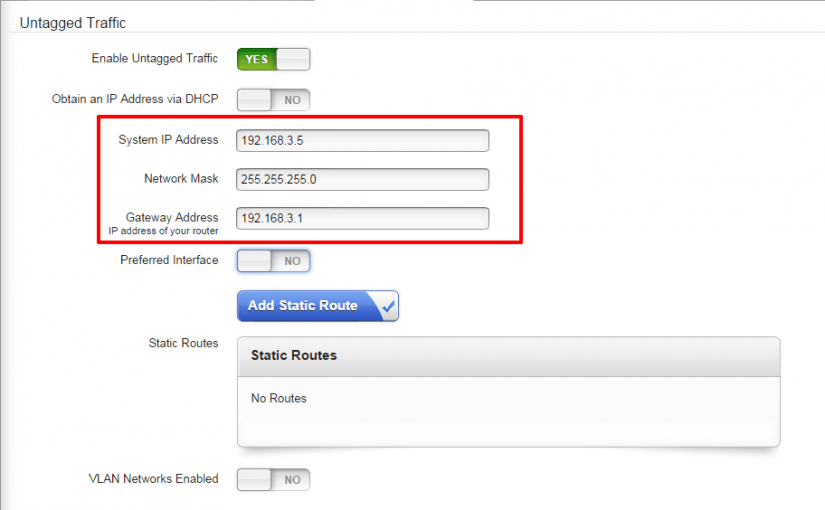 Untagged Traffic
Enable Untagged Traffic YES
Obtain an IP Address via DHCP NO
System IP Address 192.168.3.5
Network Mask 255.255.255.0
Gateway Address 192.168.3.1
IP address of your router
Preferred Interface NO
Add Static Route
Static Routes
Static Routes
No Routes
VLAN Networks Enabled NO